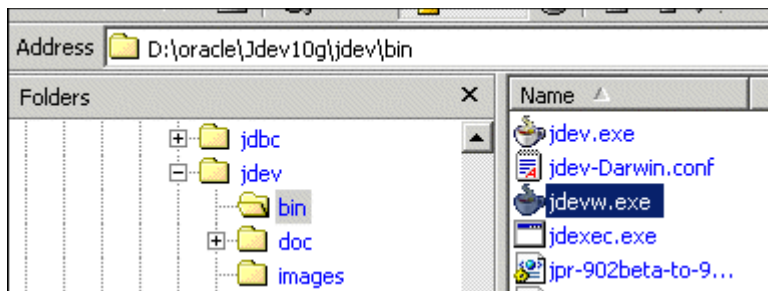 Address D:\oracle\Jdev10g\jdev\bin
Folders
jdbc
jdev
bin
doc
images
Name
jdev.exe
jdev-Darwin.conf
jdevw.exe
jdexec.exe
jpr-902beta-to-9...